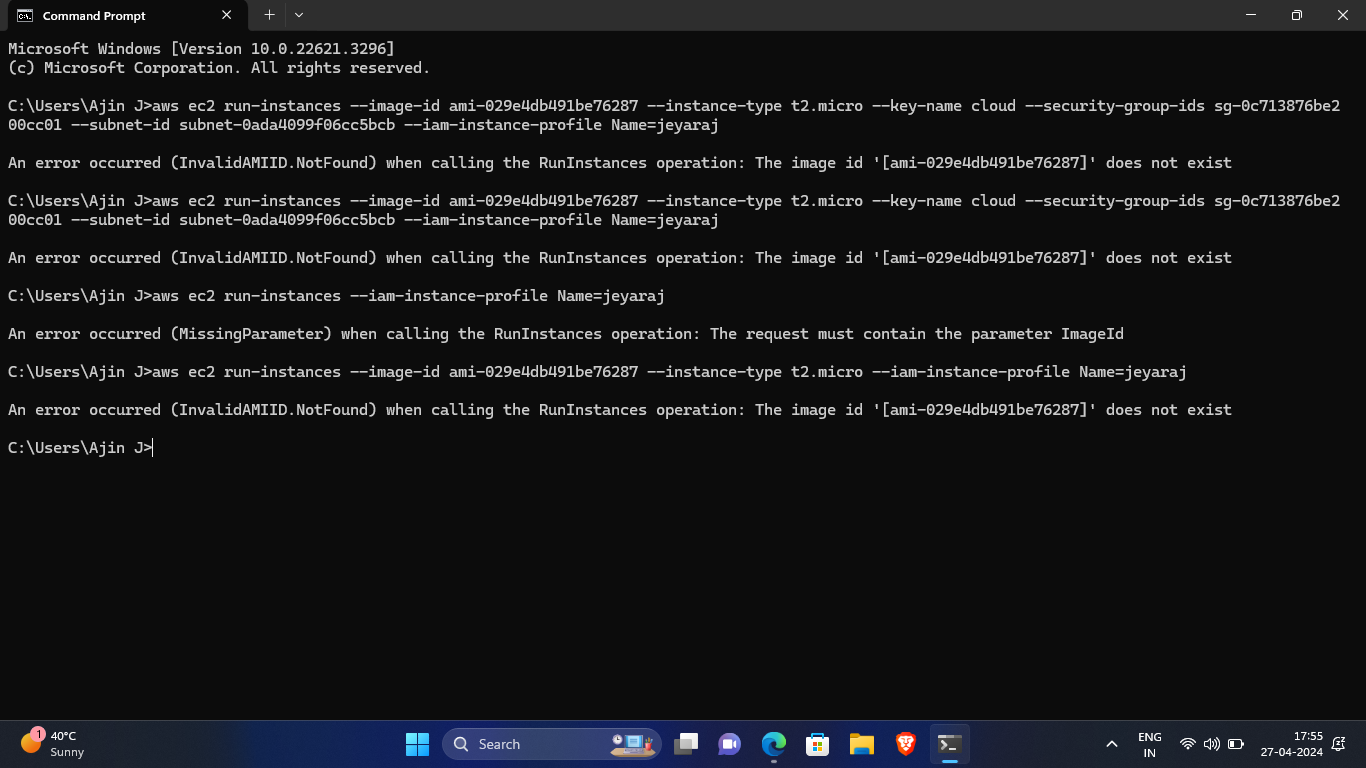 Command Prompt
Microsoft Windows [Version 10.0.22621.3296]
(c) Microsoft Corporation. All rights reserved.
C:\Users\Ajin J>aws ec2 run-instances --image-id ami-029e4db491be76287 --instance-type t2.micro --key-name cloud --security-group-ids sg-0c713876be2
00cc01 --subnet-id subnet-0ada4099f06cc5bcb --iam-instance-profile Name=jeyaraj
An error occurred (InvalidAMIID.NotFound) when calling the RunInstances operation: The image id '[ami-029e4db491be76287]' does not exist
C:\Users\Ajin J>aws ec2 run-instances --image-id ami-029e4db491be76287 --instance-type t2.micro --key-name cloud --security-group-ids sg-0c713876be2
00cc01 --subnet-id subnet-0ada4099f06cc5bcb --iam-instance-profile Name=jeyaraj
An error occurred (InvalidAMIID.NotFound) when calling the RunInstances operation: The image id '[ami-029e4db491be76287]' does not exist
C:\Users\Ajin J>aws ec2 run-instances --iam-instance-profile Name=jeyaraj
An error occurred (MissingParameter) when calling the RunInstances operation: The request must contain the parameter ImageId
C:\Users\Ajin J>aws ec2 run-instances --image-id ami-029e4db491be76287 --instance-type t2.micro --iam-instance-profile Name=jeyaraj
An error occurred (InvalidAMIID.NotFound) when calling the RunInstances operation: The image id '[ami-029e4db491be76287]' does not exist
C:\Users\Ajin J>
1
40°C
Sunny
Search
ENG
IN
17:55
27-04-2024